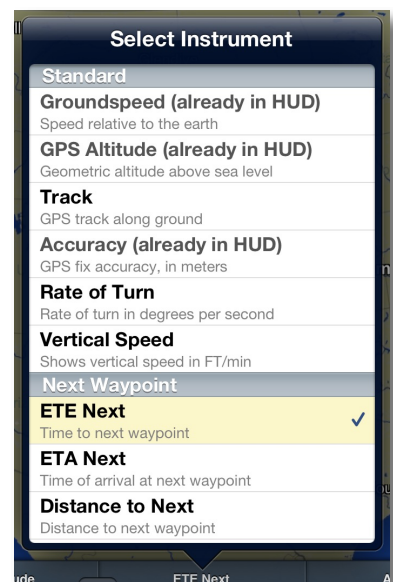 Select Instrument
Standard
Groundspeed (already in HUD)
Speed relative to the earth
GPS Altitude (already in HUD)
Geometric altitude above sea level
Track
GPS track along ground
Accuracy (already in HUD)
GPS fix accuracy, in meters
Rate of Turn
Rate of turn in degrees per second
Vertical Speed
Shows vertical speed in FT/min
Next Waypoint
ETE Next
Time to next waypoint
ETA Next
Time of arrival at next waypoint
Distance to Next
Distance to next waypoint
ETE Next